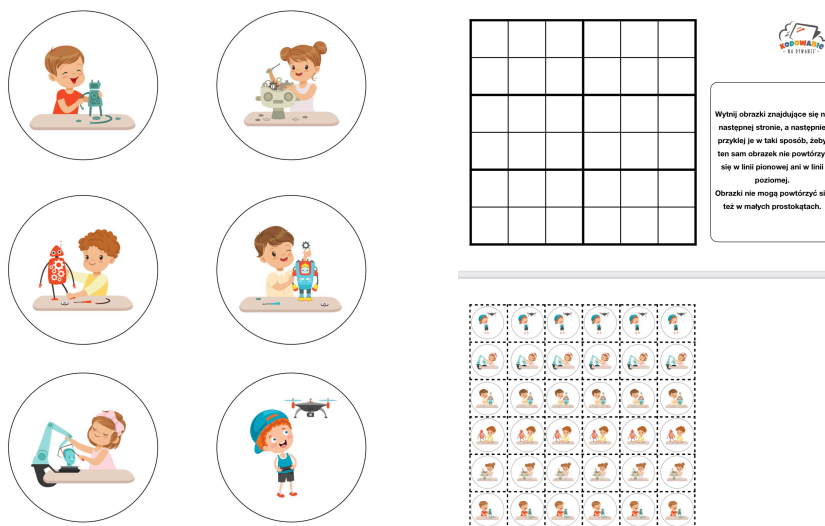 KODOWANIE
NA DYWANIE
Wytnij obrazki znajdujące się n
następnej stronie, a następnie
przyklej je w taki sposób, żeby
ten sam obrazek nie powtórzy
się w linii pionowej ani w linii
poziomej.
Obrazki nie mogą powtórzyć si
też w małych prostokątach.